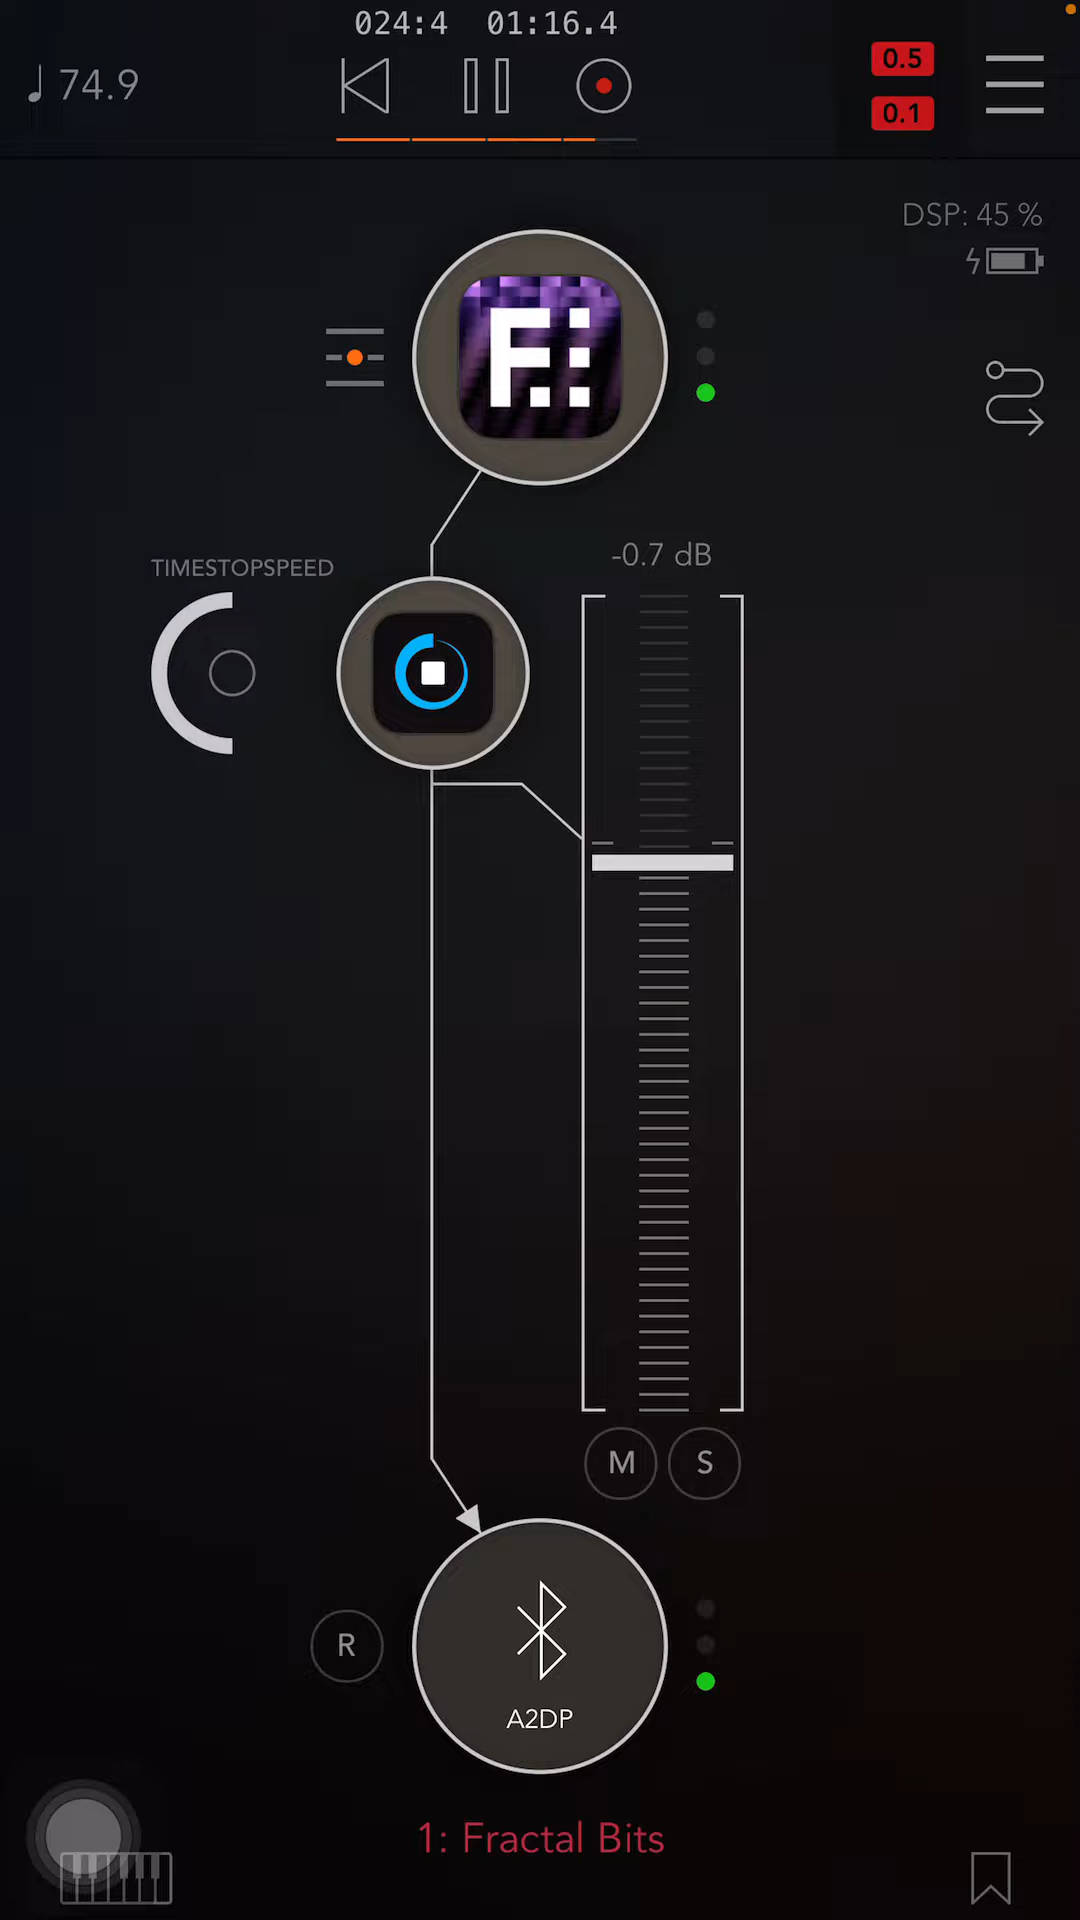 024:4 01:16.4
74.9
0.5
0.1
DSP: 45 %
F
TIMESTOPSPEED
-0.7 dB
M S
R
A2DP
1: Fractal Bits